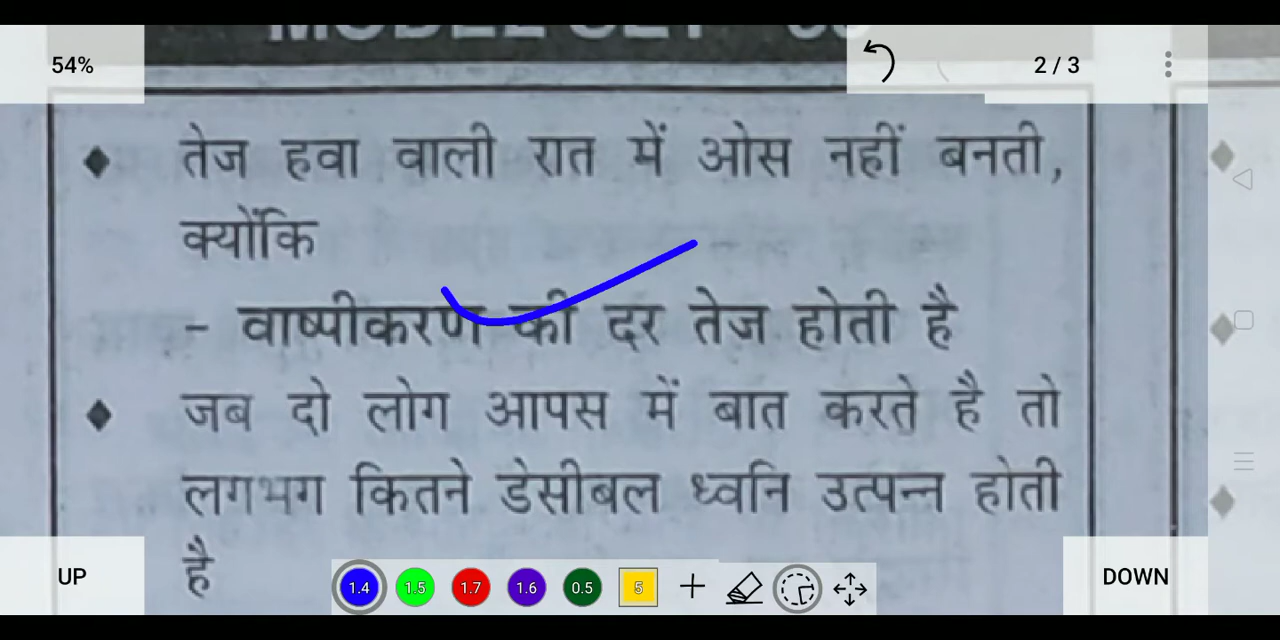 54%
2 / 3
तेज हवा वाली रात में ओस नहीं बनती,
क्योंकि
- वाष्पीकरण की दर तेज होती है
जब दो लोग आपस में बात करते है तो
लगभग कितने डेसीबल ध्वनि उत्पन्न होती
है
UP
1.4 1.5 1.7 1.6 0.5 5
DOWN